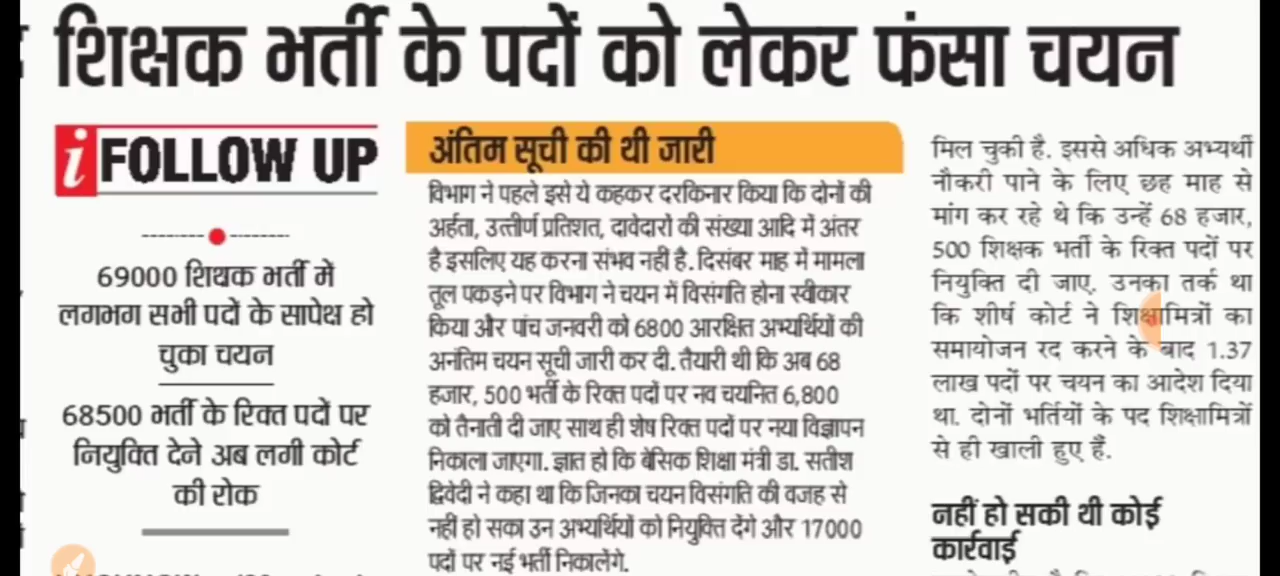 शिक्षक भर्ती के पदों को लेकर फंसा चयन
i FOLLOW UP
69000 शिक्षक भर्ती में
लगभग सभी पदों के सापेक्ष हो
चुका चयन
68500 भर्ती के रिक्त पदों पर
नियुक्ति देने अब लगी कोर्ट
की रोक
अंतिम सूची की थी जारी
विभाग ने पहले इसे ये कहकर दरकिनार किया कि दोनों की
अर्हता, उत्तीर्ण प्रतिशत, दावेदारों की संख्या आदि में अंतर
है इसलिए यह करना संभव नहीं है. दिसंबर माह में मामला
तूल पकड़ने पर विभाग ने चयन में विसंगति होना स्वीकार
किया और पांच जनवरी को 6800 आरक्षित अभ्यर्थियों की
अनंतिम चयन सूची जारी कर दी. तैयारी थी कि अब 68
हजार, 500 भर्ती के रिक्त पदों पर नव चयनित 6,800
को तैनाती दी जाए साथ ही शेष रिक्त पदों पर नया विज्ञापन
निकाला जाएगा. ज्ञात हो कि बेसिक शिक्षा मंत्री डा. सतीश
द्विवेदी ने कहा था कि जिनका चयन विसंगति की वजह से
नहीं हो सका उन अभ्यर्थियों को नियुक्ति देंगे और 17000
पदों पर नई भर्ती निकालेंगे.
मिल चुकी है. इससे अधिक अभ्यर्थी
नौकरी पाने के लिए छह माह से
मांग कर रहे थे कि उन्हें 68 हजार,
500 शिक्षक भर्ती के रिक्त पदों पर
नियुक्ति दी जाए. उनका तर्क था
कि शीर्ष कोर्ट ने शिक्षामित्रों का
समायोजन रद करने के बाद 1.37
लाख पदों पर चयन का आदेश दिया
था. दोनों भर्तियों के पद शिक्षामित्रों
से ही खाली हुए हैं.
नहीं हो सकी थी कोई
कार्रवाई